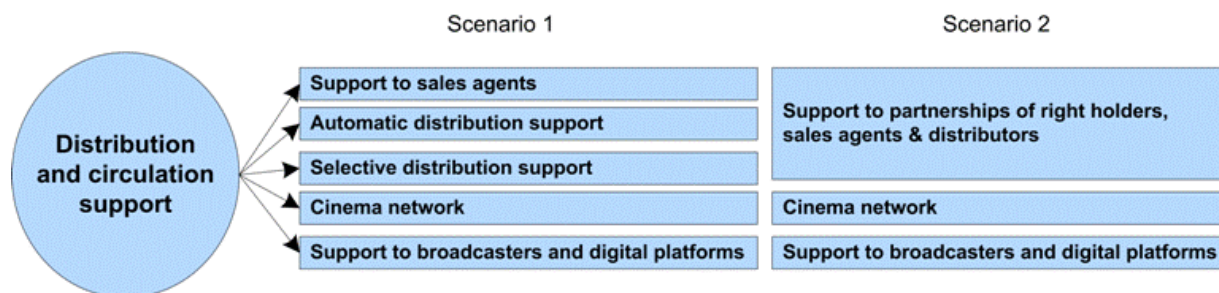 Scenario 1
Scenario 2
Distribution
and circulation
support
Support to sales agents
Automatic distribution support
Selective distribution support
Cinema network
Support to broadcasters and digital platforms
Support to partnerships of right holders,
sales agents & distributors
Cinema network
Support to broadcasters and digital platforms